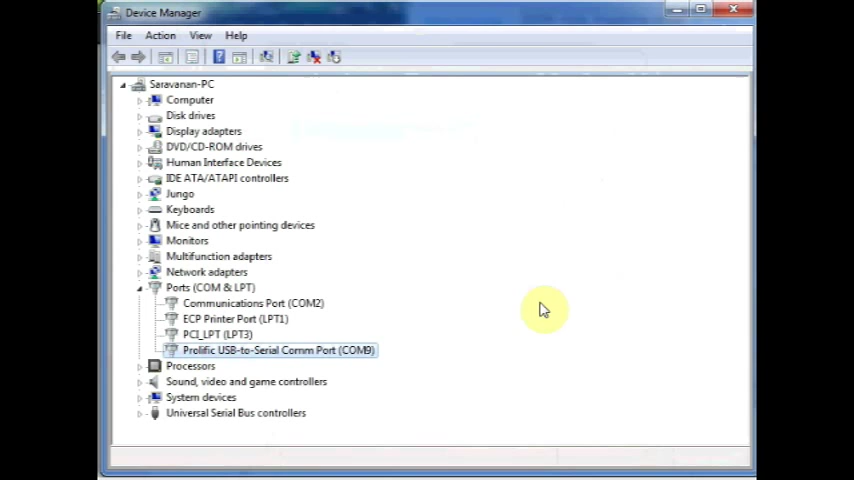 Device Manager
File Action View Help
Saravanan-PC
Computer
Disk drives
Display adapters
DVD/CD-ROM drives
Human Interface Devices
IDE ATA/ATAPI controllers
Jungo
Keyboards
Mice and other pointing devices
Monitors
Multifunction adapters
Network adapters
Ports (COM & LPT)
Communications Port (COM2)
ECP Printer Port (LPT1)
PCI_LPT (LPT3)
Prolific USB-to-Serial Comm Port (COM9)
Processors
Sound, video and game controllers
System devices
Universal Serial Bus controllers